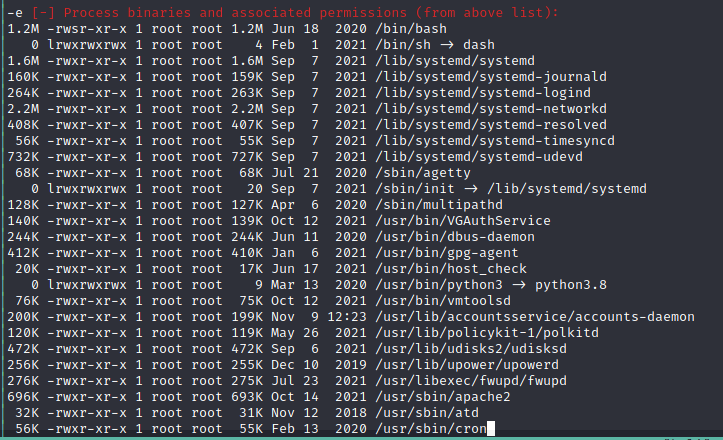 -e [-] Process binaries and associated permissions (from above list):
1.2M -rwsr-xr-x 1 root root 1.2M Jun 18  2020 /bin/bash
   0 lrwxrwxrwx 1 root root    4 Feb  1  2021 /bin/sh -> dash
1.6M -rwxr-xr-x 1 root root 1.6M Sep  7  2021 /lib/systemd/systemd
160K -rwxr-xr-x 1 root root 159K Sep  7  2021 /lib/systemd/systemd-journald
264K -rwxr-xr-x 1 root root 263K Sep  7  2021 /lib/systemd/systemd-logind
2.2M -rwxr-xr-x 1 root root 2.2M Sep  7  2021 /lib/systemd/systemd-networkd
408K -rwxr-xr-x 1 root root 407K Sep  7  2021 /lib/systemd/systemd-resolved
 56K -rwxr-xr-x 1 root root  55K Sep  7  2021 /lib/systemd/systemd-timesyncd
732K -rwxr-xr-x 1 root root 727K Sep  7  2021 /lib/systemd/systemd-udevd
 68K -rwxr-xr-x 1 root root  68K Jul 21  2020 /sbin/agetty
   0 lrwxrwxrwx 1 root root   20 Sep  7  2021 /sbin/init -> /lib/systemd/systemd
128K -rwxr-xr-x 1 root root 127K Apr  6  2020 /sbin/multipathd
140K -rwxr-xr-x 1 root root 139K Oct 12  2021 /usr/bin/VGAuthService
244K -rwxr-xr-x 1 root root 244K Jun 11  2020 /usr/bin/dbus-daemon
412K -rwxr-xr-x 1 root root 410K Jan  6  2021 /usr/bin/gpg-agent
 20K -rwxr-xr-x 1 root root  17K Jun 17  2021 /usr/bin/host_check
   0 lrwxrwxrwx 1 root root    9 Mar 13  2020 /usr/bin/python3 -> python3.8
 76K -rwxr-xr-x 1 root root  75K Oct 12  2021 /usr/bin/vmtoolsd
200K -rwxr-xr-x 1 root root 199K Nov  9 12:23 /usr/lib/accountsservice/accounts-daemon
120K -rwxr-xr-x 1 root root 119K May 26  2021 /usr/lib/policykit-1/polkitd
472K -rwxr-xr-x 1 root root 472K Sep  6  2021 /usr/lib/udisks2/udisksd
256K -rwxr-xr-x 1 root root 255K Dec 10  2019 /usr/lib/upower/upowerd
276K -rwxr-xr-x 1 root root 275K Jul 23  2021 /usr/libexec/fwupd/fwupd
696K -rwxr-xr-x 1 root root 693K Oct 14  2021 /usr/sbin/apache2
 32K -rwxr-xr-x 1 root root  31K Nov 12  2018 /usr/sbin/atd
 56K -rwxr-xr-x 1 root root  55K Feb 13  2020 /usr/sbin/cron